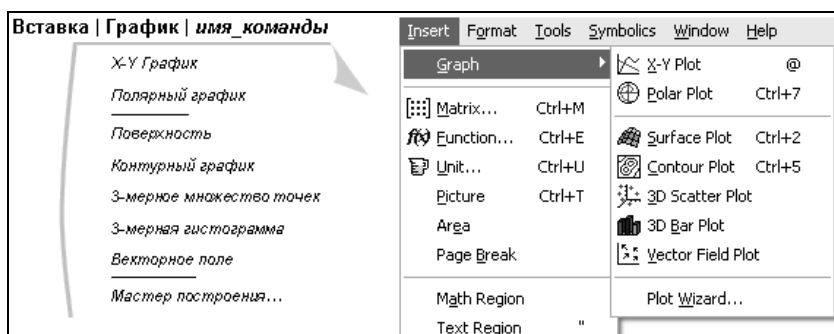 Вставка | График | имя_команды
X-Y График
Полярный график
Поверхность
Контурный график
3-мерное множество точек
3-мерная гистограмма
Векторное поле
Мастер построения...
Insert Format Tools Symbolics Window Help
Graph
Matrix... Ctrl+M
f(x) Function... Ctrl+E
Unit... Ctrl+U
Picture Ctrl+T
Area
Page Break
Math Region
Text Region "
X-Y Plot @
Polar Plot Ctrl+7
Surface Plot Ctrl+2
Contour Plot Ctrl+5
3D Scatter Plot
3D Bar Plot
Vector Field Plot
Plot Wizard...